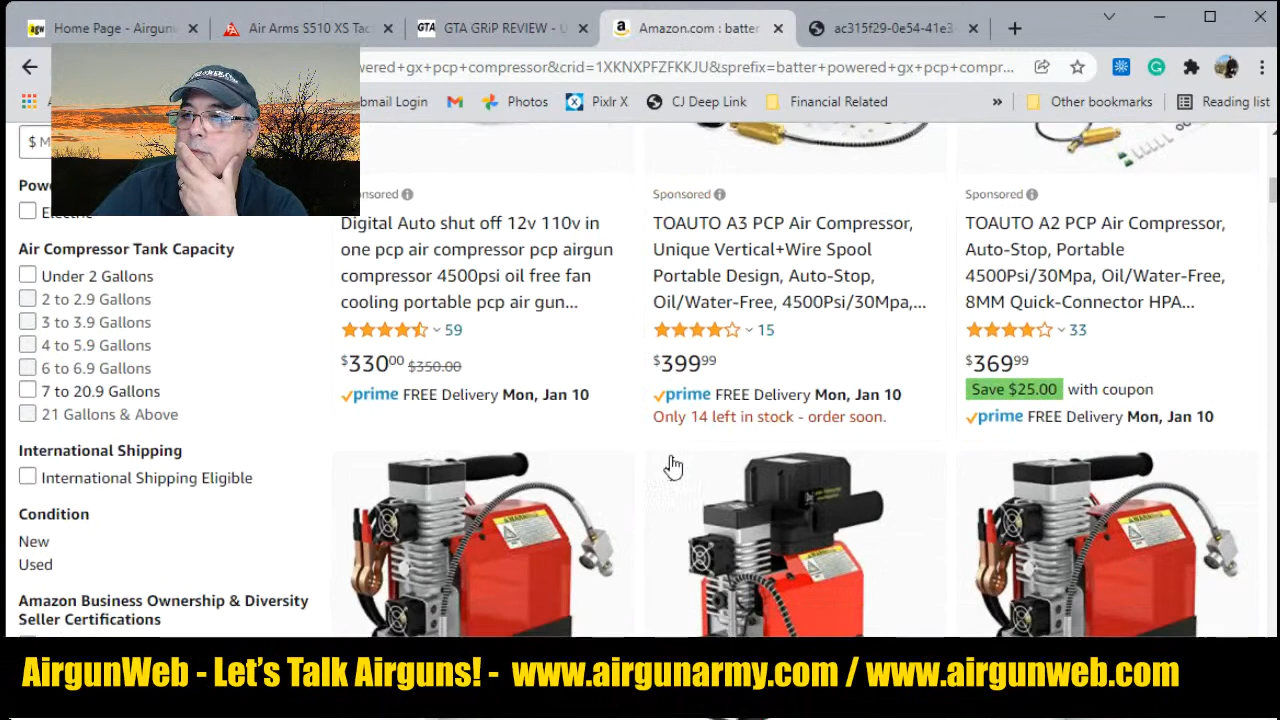 Home Page - Airgun
Air Arms S510 XS Tac
GTA GTA GRiP REVIEW - U
Amazon.com : batter
ac315f29-0e54-41e3
wered+gx+pcp+compressor&crid=1XKNXPFZFKKJU&sprefix=batter+powered+gx+pcp+compr...
bmail Login
Photos
Pixlr X
CJ Deep Link
Financial Related
»
Other bookmarks
Reading list
$ M
Sponsored
Sponsored
Digital Auto shut off 12v 110v in
one pcp air compressor pcp airgun
compressor 4500psi oil free fan
cooling portable pcp air gun...
59
$330.00 $350.00
prime FREE Delivery Mon, Jan 10
TOAUTO A3 PCP Air Compressor,
Unique Vertical+Wire Spool
Portable Design, Auto-Stop,
Oil/Water-Free, 4500Psi/30Mpa,...
15
$399.99
prime FREE Delivery Mon, Jan 10
Only 14 left in stock - order soon.
TOAUTO A2 PCP Air Compressor,
Auto-Stop, Portable
4500Psi/30Mpa, Oil/Water-Free,
8MM Quick-Connector HPA...
33
$369.99
Save $25.00 with coupon
prime FREE Delivery Mon, Jan 10
Air Compressor Tank Capacity
Under 2 Gallons
2 to 2.9 Gallons
3 to 3.9 Gallons
4 to 5.9 Gallons
6 to 6.9 Gallons
7 to 20.9 Gallons
21 Gallons & Above
International Shipping
International Shipping Eligible
Condition
New
Used
Amazon Business Ownership & Diversity
Seller Certifications
AirgunWeb - Let's Talk Airguns! - www.airgunarmy.com / www.airgunweb.com